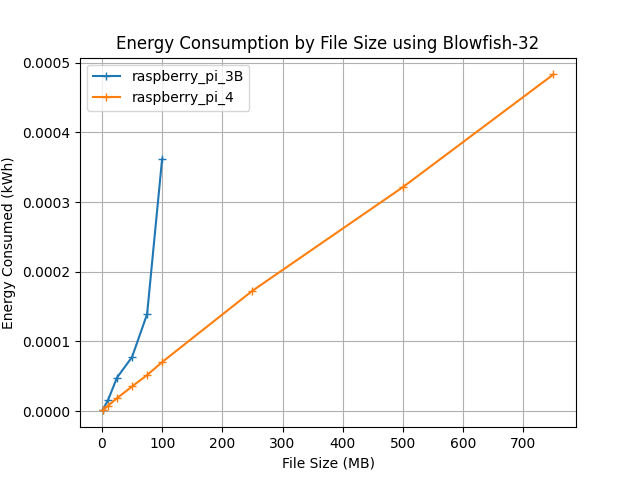 Energy Consumption by File Size using Blowfish-32
raspberry_pi_3B
raspberry_pi_4
Energy Consumed (kWh)
0.0005
0.0004
0.0003
0.0002
0.0001
0.0000
0 100 200 300 400 500 600 700
File Size (MB)